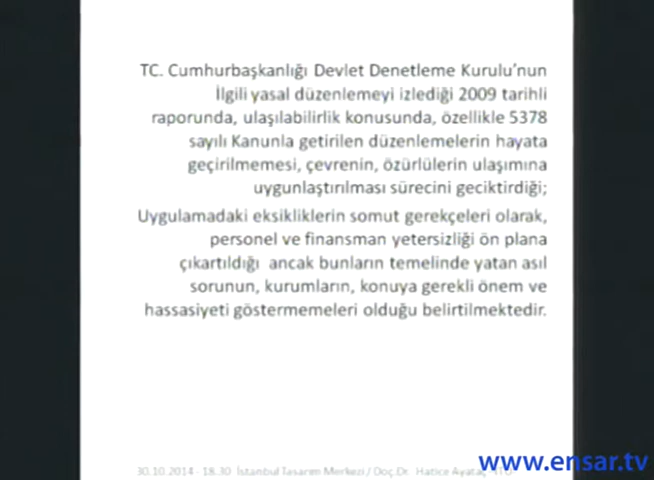 TC. Cumhurbaşkanlığı Devlet Denetleme Kurulu'nun
İlgili yasal düzenlemeyi izlediği 2009 tarihli
raporunda, ulaşılabilirlik konusunda, özellikle 5378
sayılı Kanunla getirilen düzenlemelerin hayata
geçirilmemesi, çevrenin, özürlülerin ulaşımına
uygunlaştırılması sürecini geciktirdiği;
Uygulamadaki eksikliklerin somut gerekçeleri olarak,
personel ve finansman yetersizliği ön plana
çıkartıldığı ancak bunların temelinde yatan asıl
sorunun, kurumların, konuya gerekli önem ve
hassasiyeti göstermemeleri olduğu belirtilmektedir.
30.10.2014 - 18.30 İstanbul Tasarım Merkezi / Doç.Dr. Hatice Ayataç
www.ensar.tv